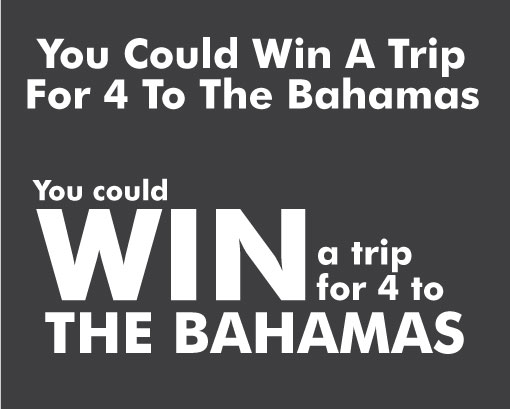 You Could Win A Trip
For 4 To The Bahamas
You could
WIN
a trip
for 4 to
THE BAHAMAS